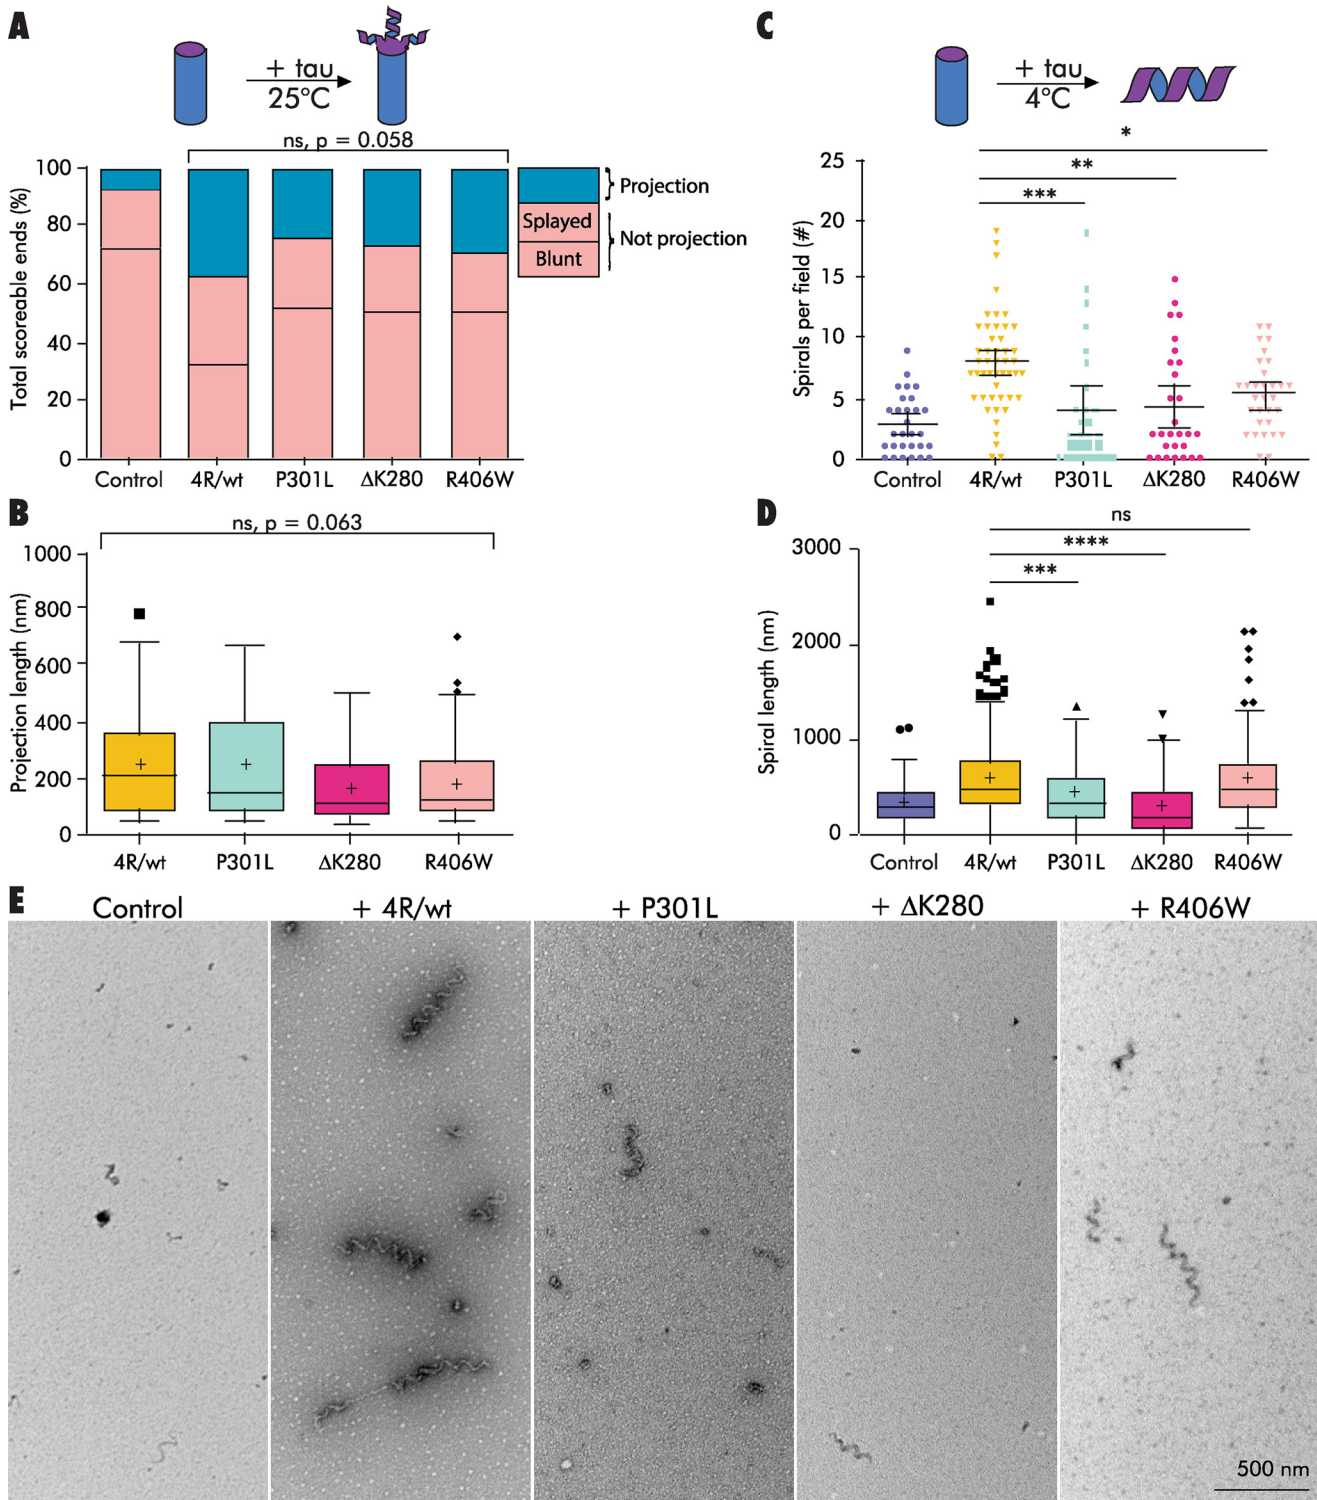 A
+ tau
25°C
ns, p = 0.058
Total scoreable ends (%)
100
80
60
40
20
0
Control
4R/wt
P301L
ΔK280
R406W
Projection
Splayed
Blunt
Not projection
B
ns, p = 0.063
Projection length (nm)
1000
800
600
400
200
0
4R/wt
P301L
ΔK280
R406W
C
+ tau
4°C
*
**
***
Spirals per field (#)
25
20
15
10
5
0
Control
4R/wt
P301L
ΔK280
R406W
D
ns
****
***
Spiral length (nm)
3000
2000
1000
0
Control
4R/wt
P301L
ΔK280
R406W
E
Control
+ 4R/wt
+ P301L
+ ΔK280
+ R406W
500 nm